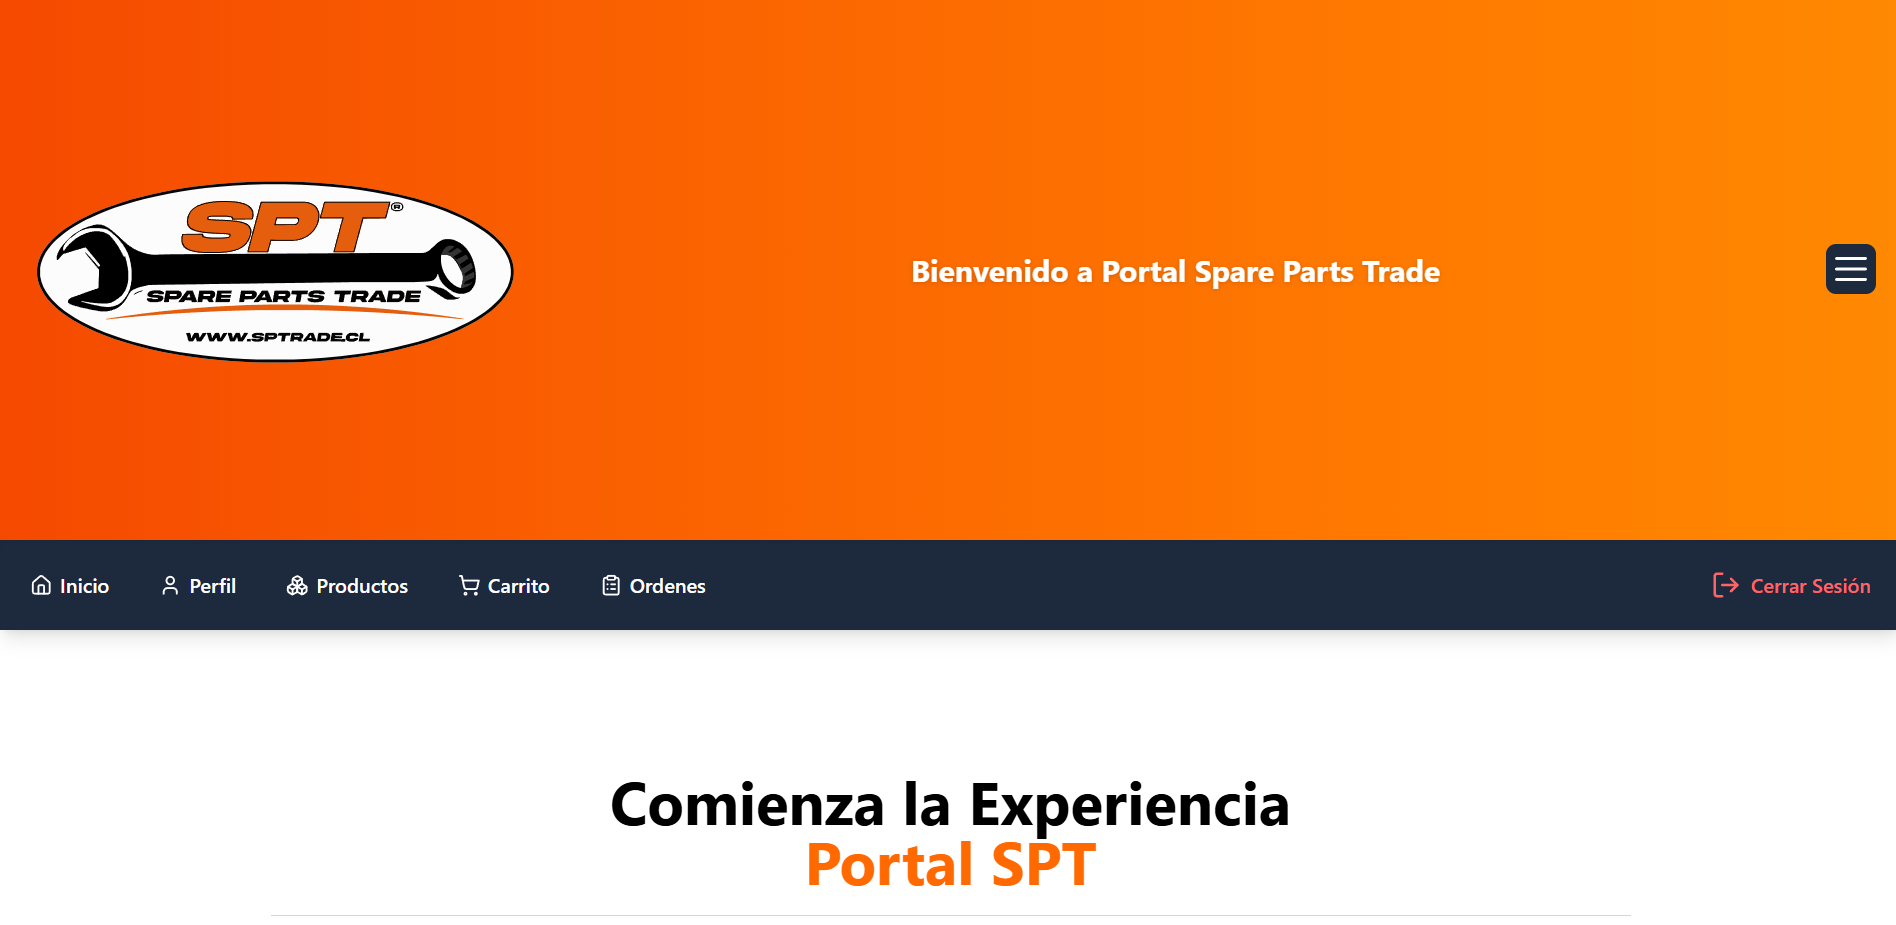 SPT®
SPARE PARTS TRADE
WWW.SPTRADE.CL
Bienvenido a Portal Spare Parts Trade
Inicio Perfil Productos Carrito Ordenes Cerrar Sesión
Comienza la Experiencia
Portal SPT